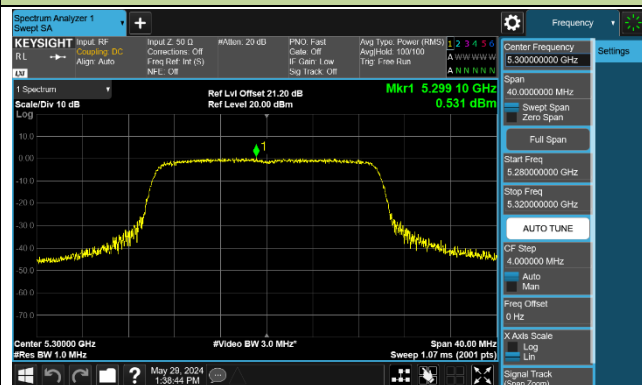 Spectrum Analyzer 1
Swept SA
Frequency
KEYSIGHT
RL
LXI
Input: RF
Coupling: DC
Align: Auto
Input Z: 50 Ω
Corrections: Off
Freq Ref: Int (S)
NFE: Off
#Atten: 20 dB
PNO: Fast
Gate: Off
IF Gain: Low
Sig Track: Off
Avg Type: Power (RMS)
Avg|Hold: 100/100
Trig: Free Run
1 2 3 4 5 6
A W W W W W
A N N N N N
1 Spectrum
Scale/Div 10 dB
Log
Ref Lvl Offset 21.20 dB
Ref Level 20.00 dBm
Mkr1 5.299 10 GHz
0.531 dBm
1
10.0
0.00
-10.0
-20.0
-30.0
-40.0
-50.0
-60.0
-70.0
Center 5.30000 GHz
#Res BW 1.0 MHz
#Video BW 3.0 MHz*
Span 40.00 MHz
Sweep 1.07 ms (2001 pts)
May 29, 2024
1:38:44 PM
?
Center Frequency
5.300000000 GHz
Span
40.0000000 MHz
Swept Span
Zero Span
Full Span
Start Freq
5.280000000 GHz
Stop Freq
5.320000000 GHz
AUTO TUNE
CF Step
4.000000 MHz
Auto
Man
Freq Offset
0 Hz
X Axis Scale
Log
Lin
Signal Track
(Span Zoom)
Settings